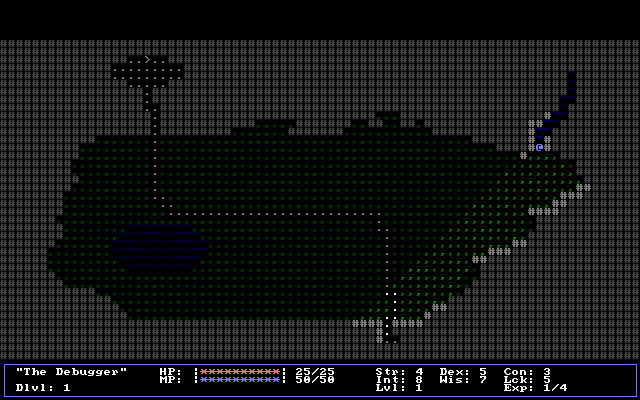 "The Debugger" HP: |**********| 25/25 Str: 4 Dex: 5 Con: 3
MP: |**********| 50/50 Int: 8 Wis: 7 Lck: 5
Dlvl: 1 Lvl: 1 Exp: 1/4